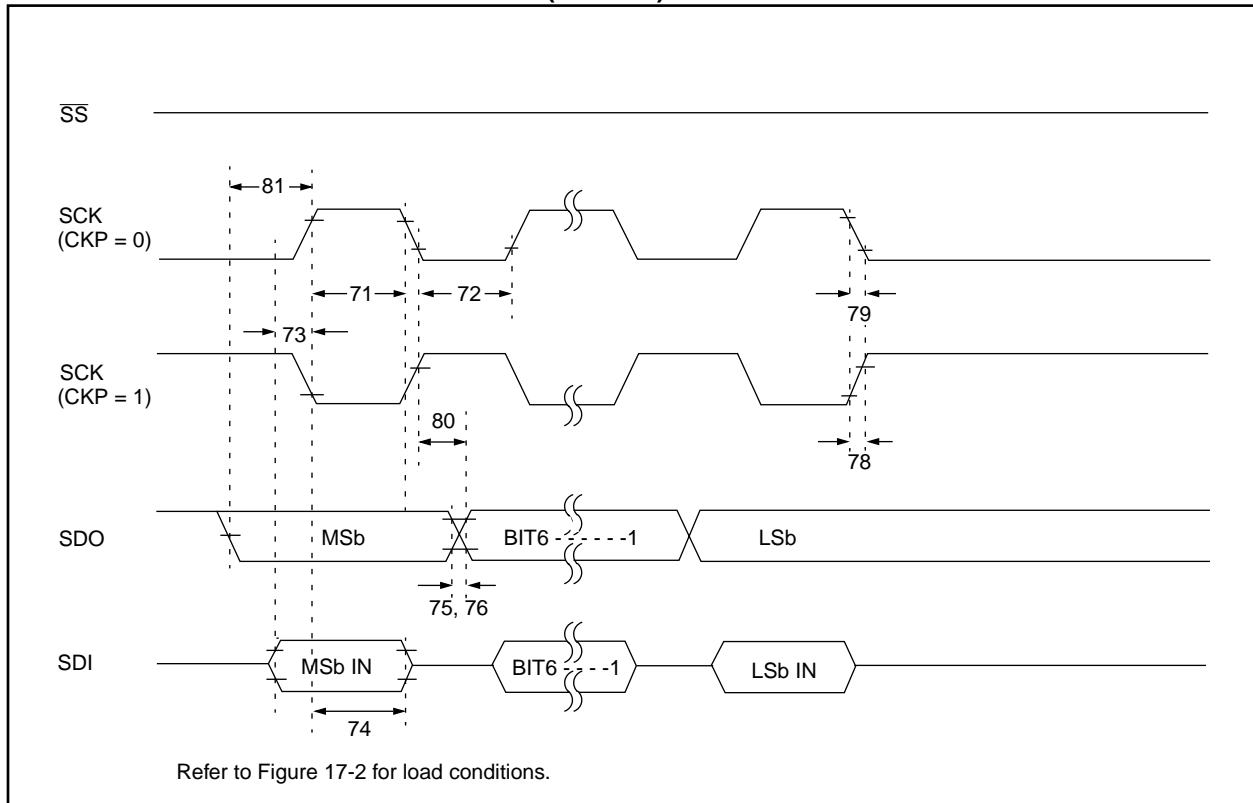 SS
81
SCK
(CKP = 0)
71
72
79
73
SCK
(CKP = 1)
80
78
SDO
MSb
BIT6 - - - - - -1
LSb
75, 76
SDI
MSb IN
BIT6 - - - - -1
LSb IN
74
Refer to Figure 17-2 for load conditions.